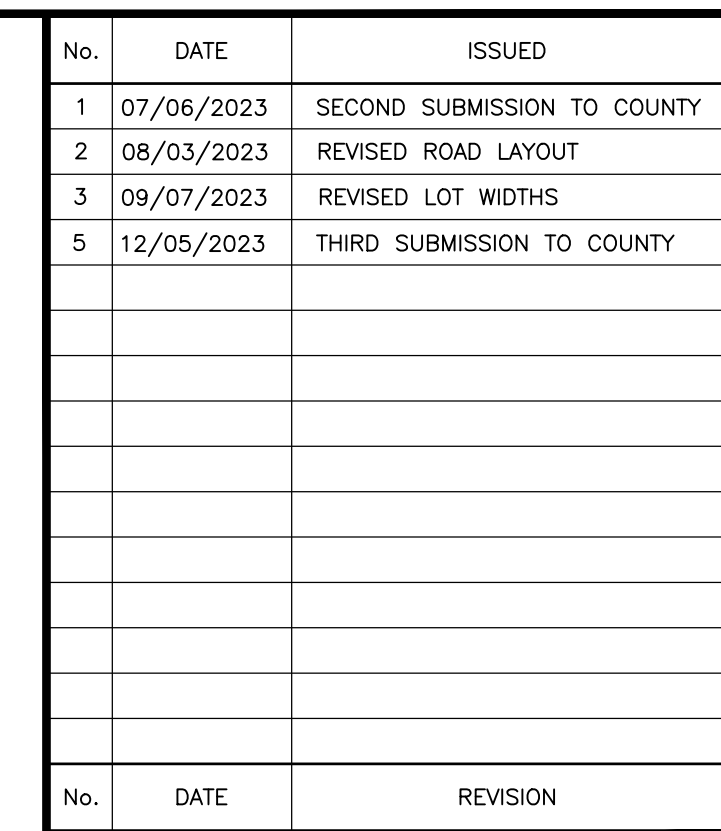 No. DATE ISSUED
1 07/06/2023 SECOND SUBMISSION TO COUNTY
2 08/03/2023 REVISED ROAD LAYOUT
3 09/07/2023 REVISED LOT WIDTHS
5 12/05/2023 THIRD SUBMISSION TO COUNTY
No. DATE REVISION